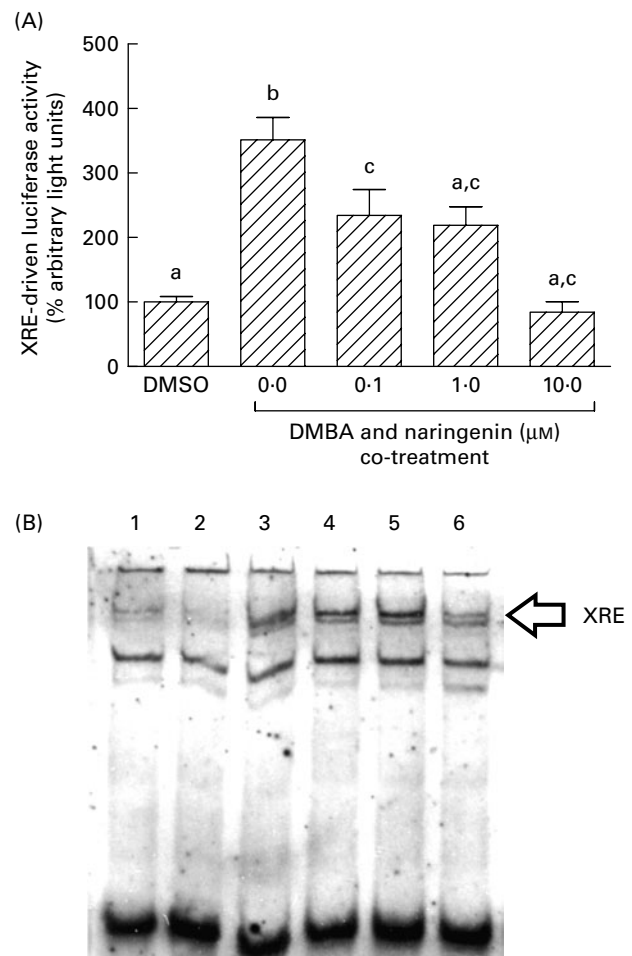 (A)
XRE-driven luciferase activity
(% arbitrary light units)
500
400
300
200
100
0
a
b
c
a,c
a,c
DMSO 0·0 0·1 1·0 10·0
DMBA and naringenin (μM)
co-treatment
(B)
1 2 3 4 5 6
XRE